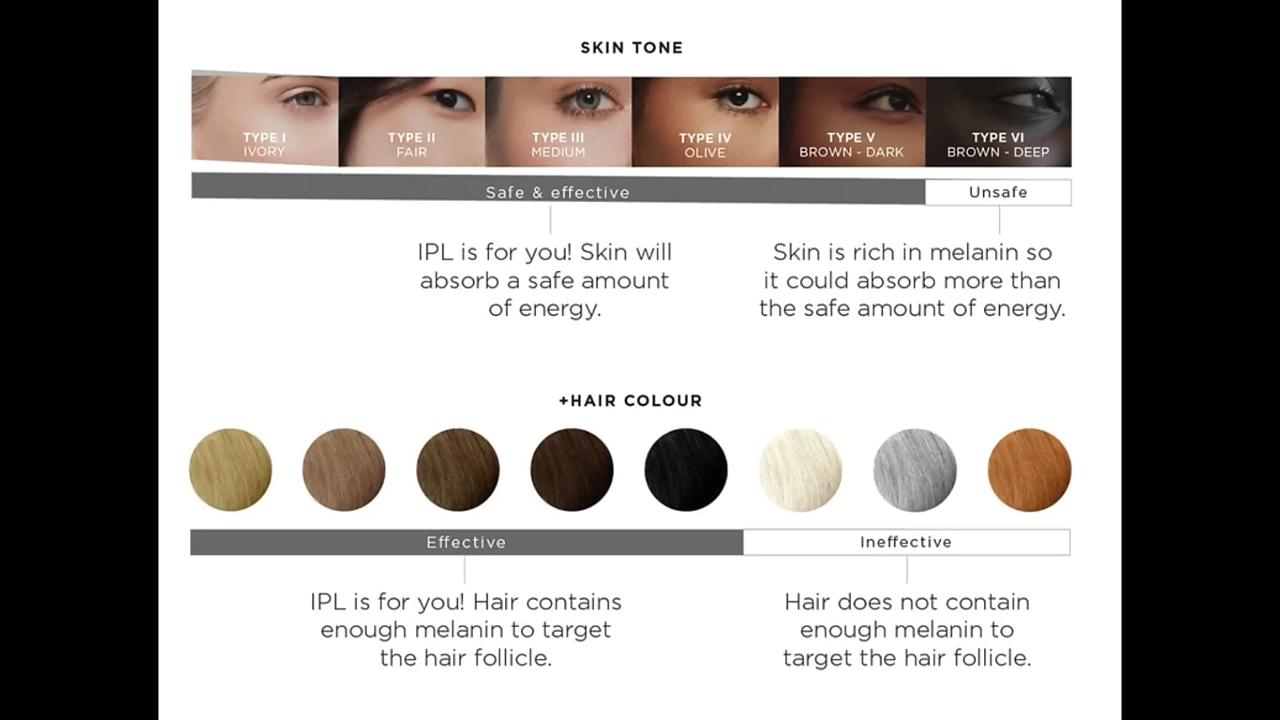 SKIN TONE
TYPE I
IVORY
TYPE II
FAIR
TYPE III
MEDIUM
TYPE IV
OLIVE
TYPE V
BROWN - DARK
TYPE VI
BROWN - DEEP
Safe & effective
Unsafe
IPL is for you! Skin will
absorb a safe amount
of energy.
Skin is rich in melanin so
it could absorb more than
the safe amount of energy.
+HAIR COLOUR
Effective
Ineffective
IPL is for you! Hair contains
enough melanin to target
the hair follicle.
Hair does not contain
enough melanin to
target the hair follicle.